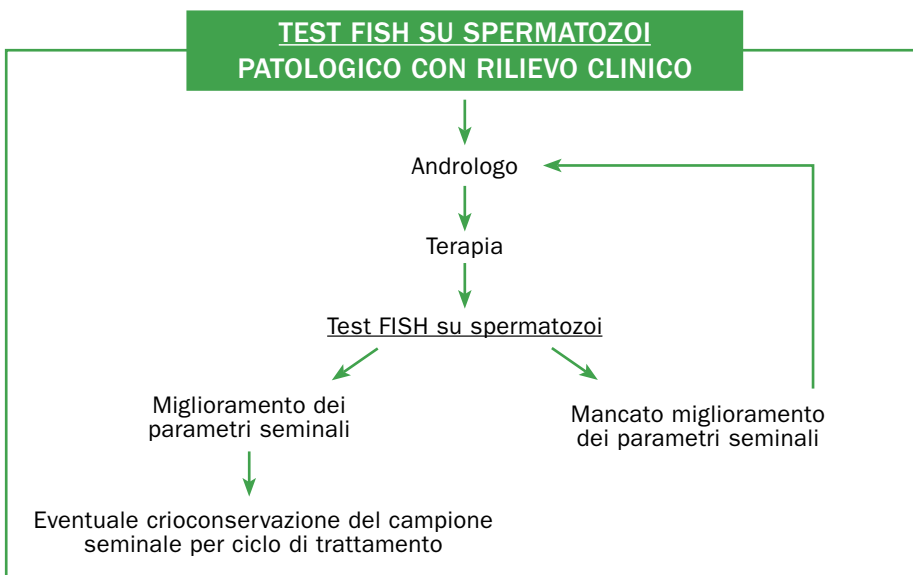 TEST FISH SU SPERMATOZOI
PATOLOGICO CON RILIEVO CLINICO
Andrologo
Terapia
Test FISH su spermatozoi
Miglioramento dei
parametri seminali
Mancato miglioramento
dei parametri seminali
Eventuale crioconservazione del campione
seminale per ciclo di trattamento